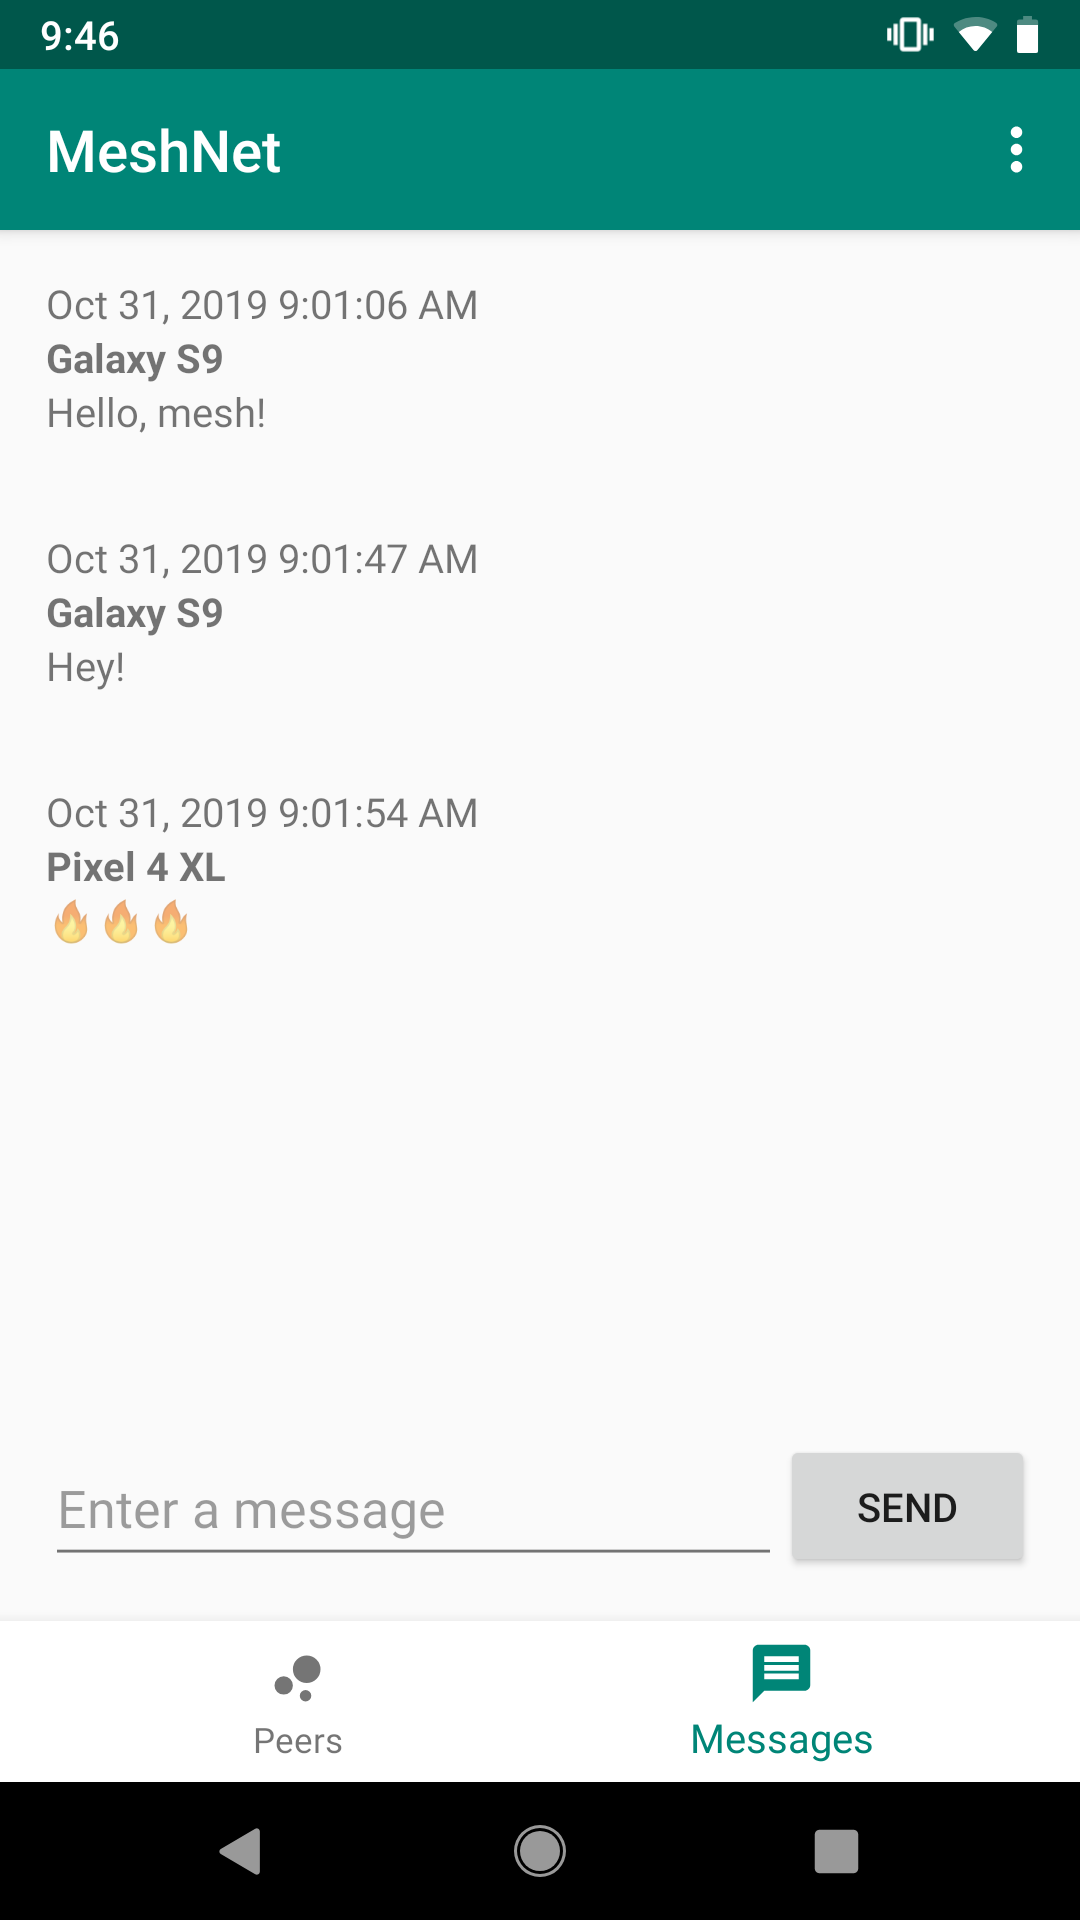 9:46
MeshNet
Oct 31, 2019 9:01:06 AM
Galaxy S9
Hello, mesh!
Oct 31, 2019 9:01:47 AM
Galaxy S9
Hey!
Oct 31, 2019 9:01:54 AM
Pixel 4 XL
🔥🔥🔥
Enter a message
SEND
Peers
Messages